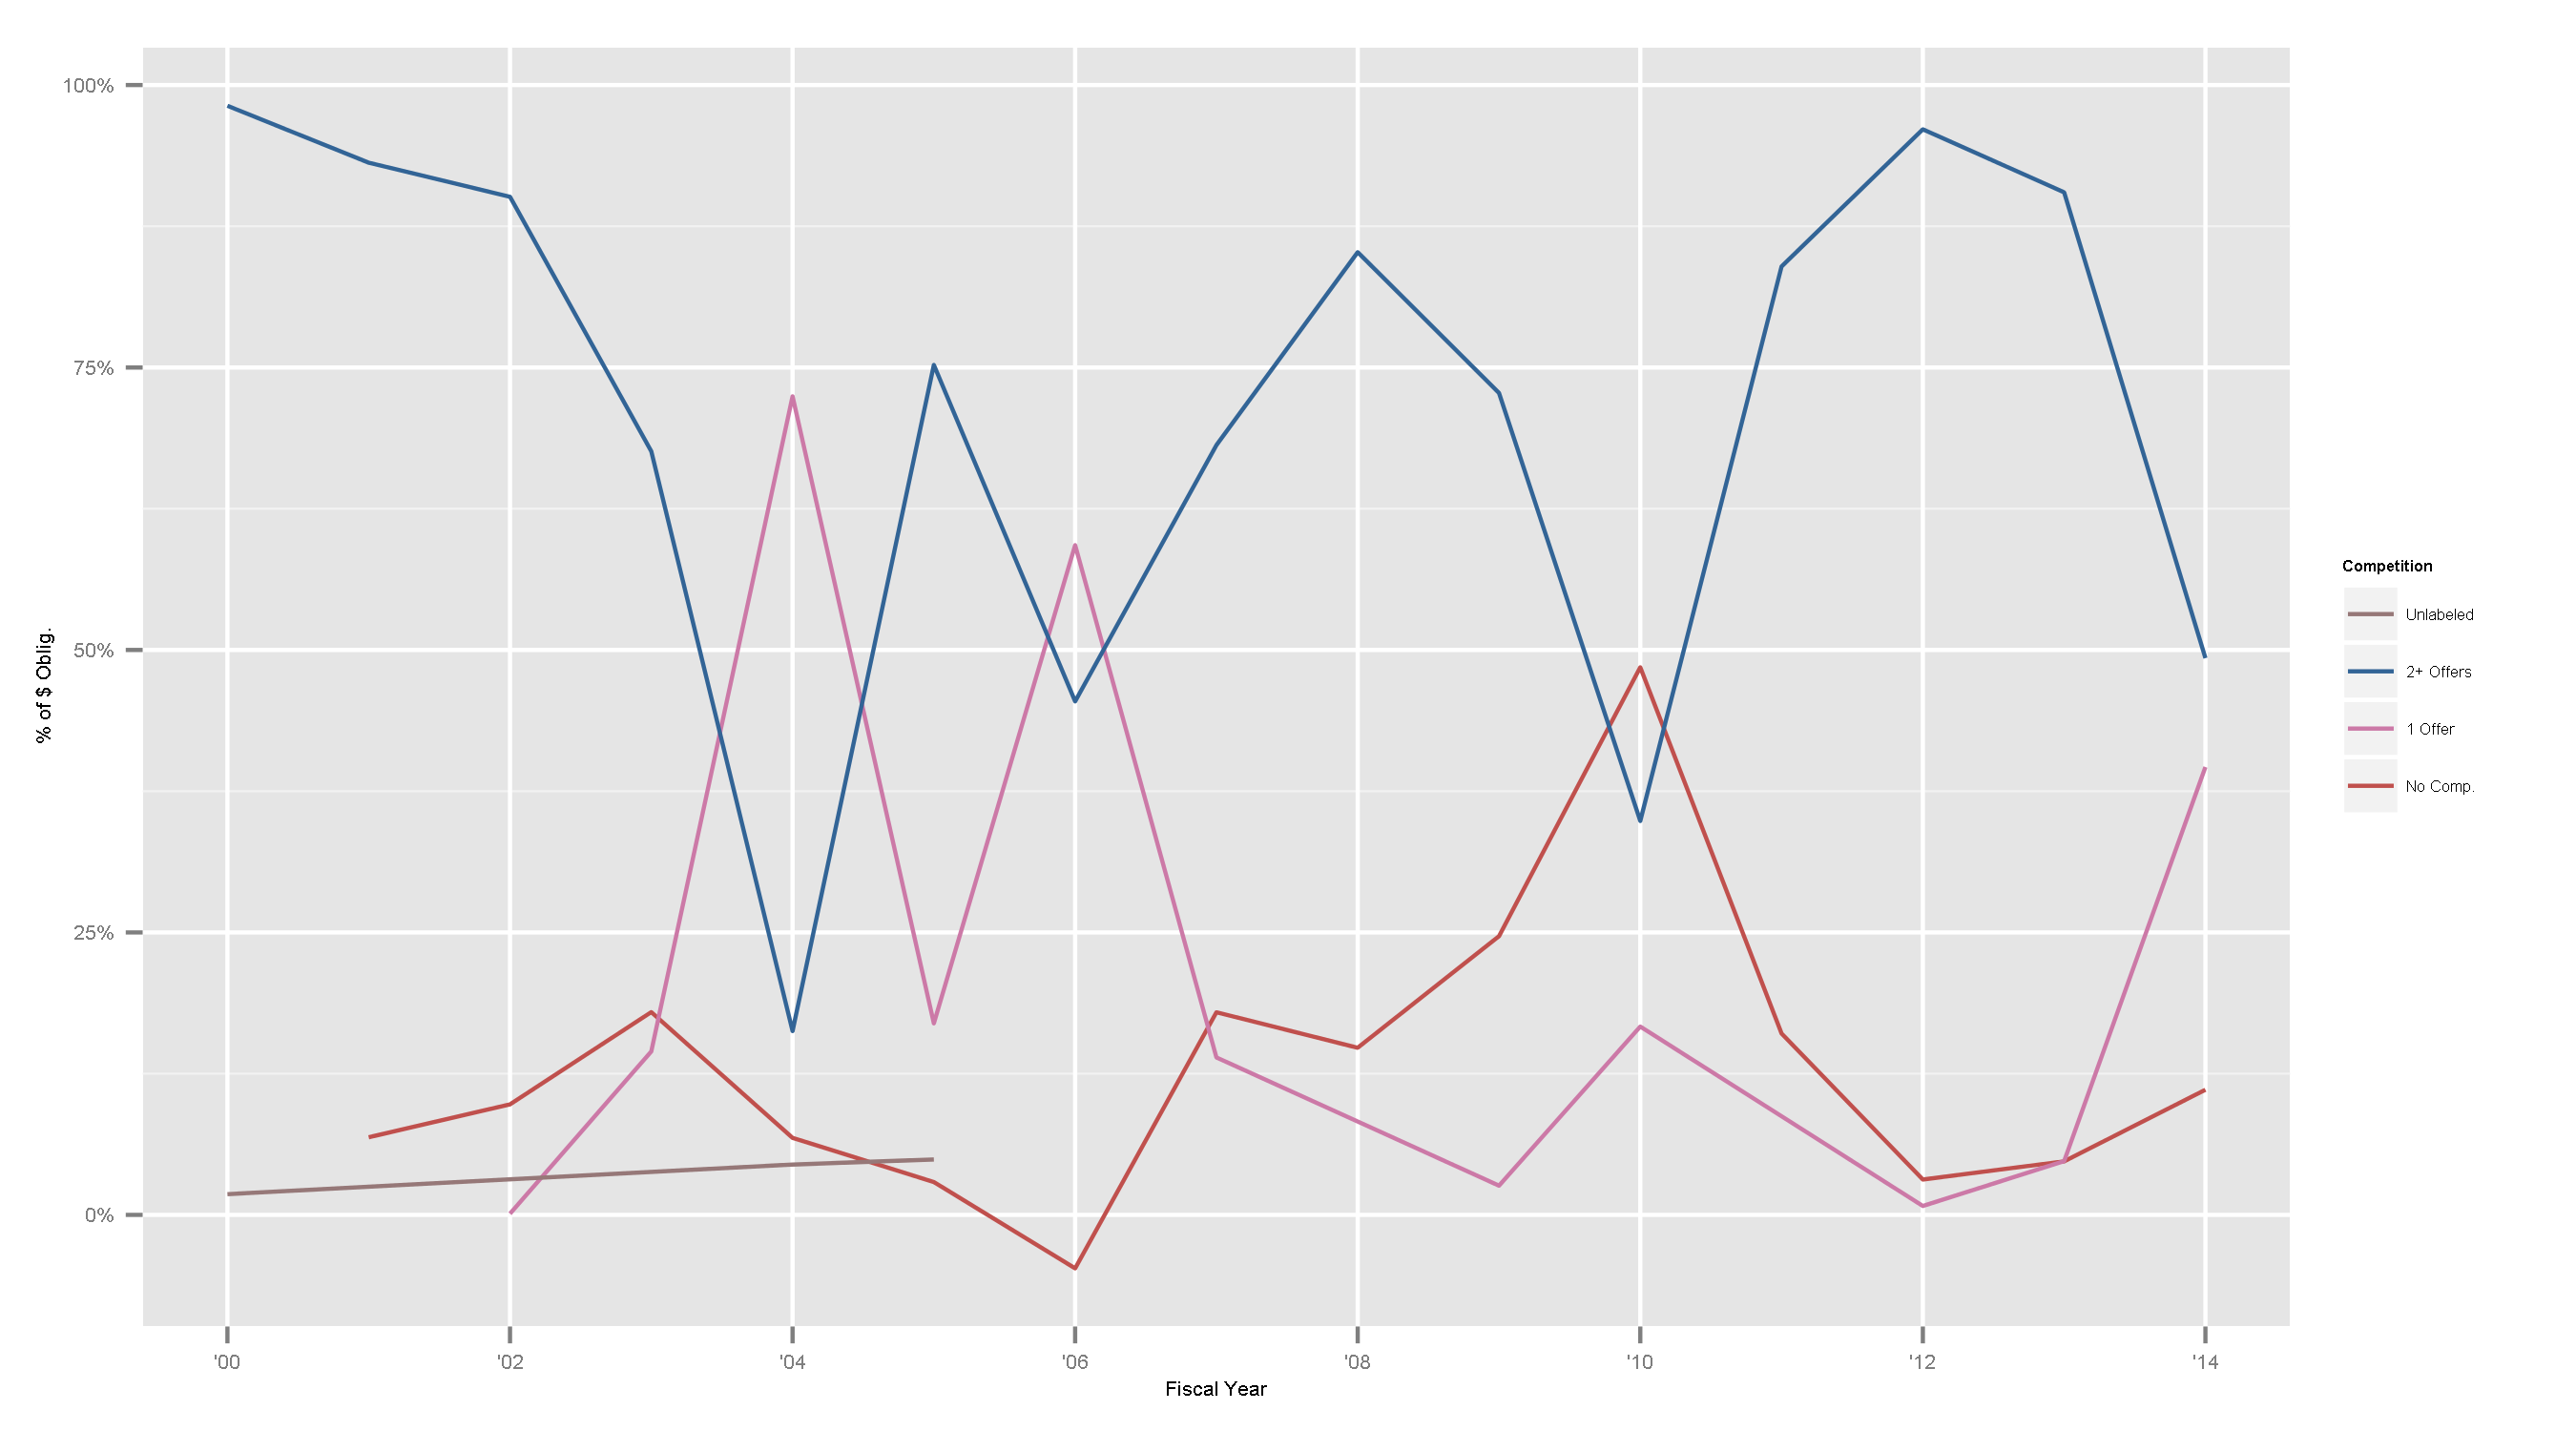 100%
75%
50%
25%
0%
% of $ Oblig.
'00
'02
'04
'06
'08
'10
'12
'14
Fiscal Year
Competition
Unlabeled
2+ Offers
1 Offer
No Comp.